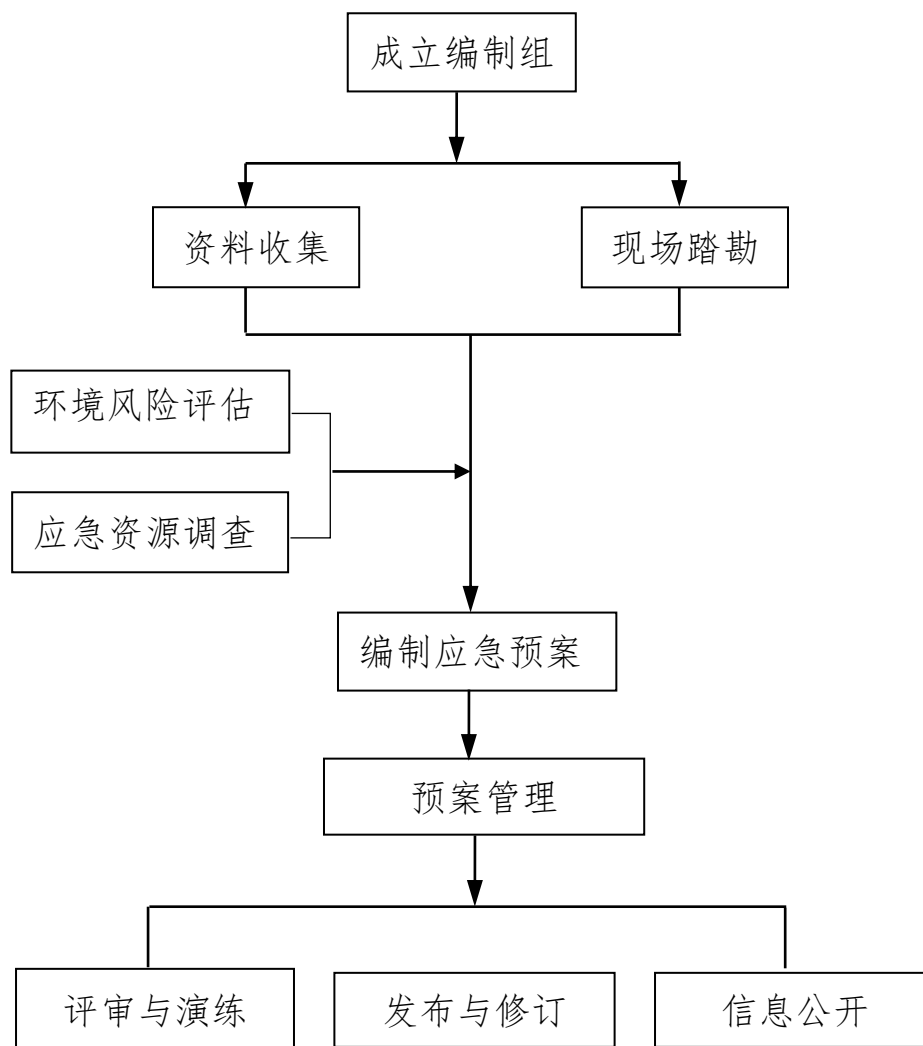 成立编制组
资料收集
现场踏勘
环境风险评估
应急资源调查
编制应急预案
预案管理
评审与演练
发布与修订
信息公开